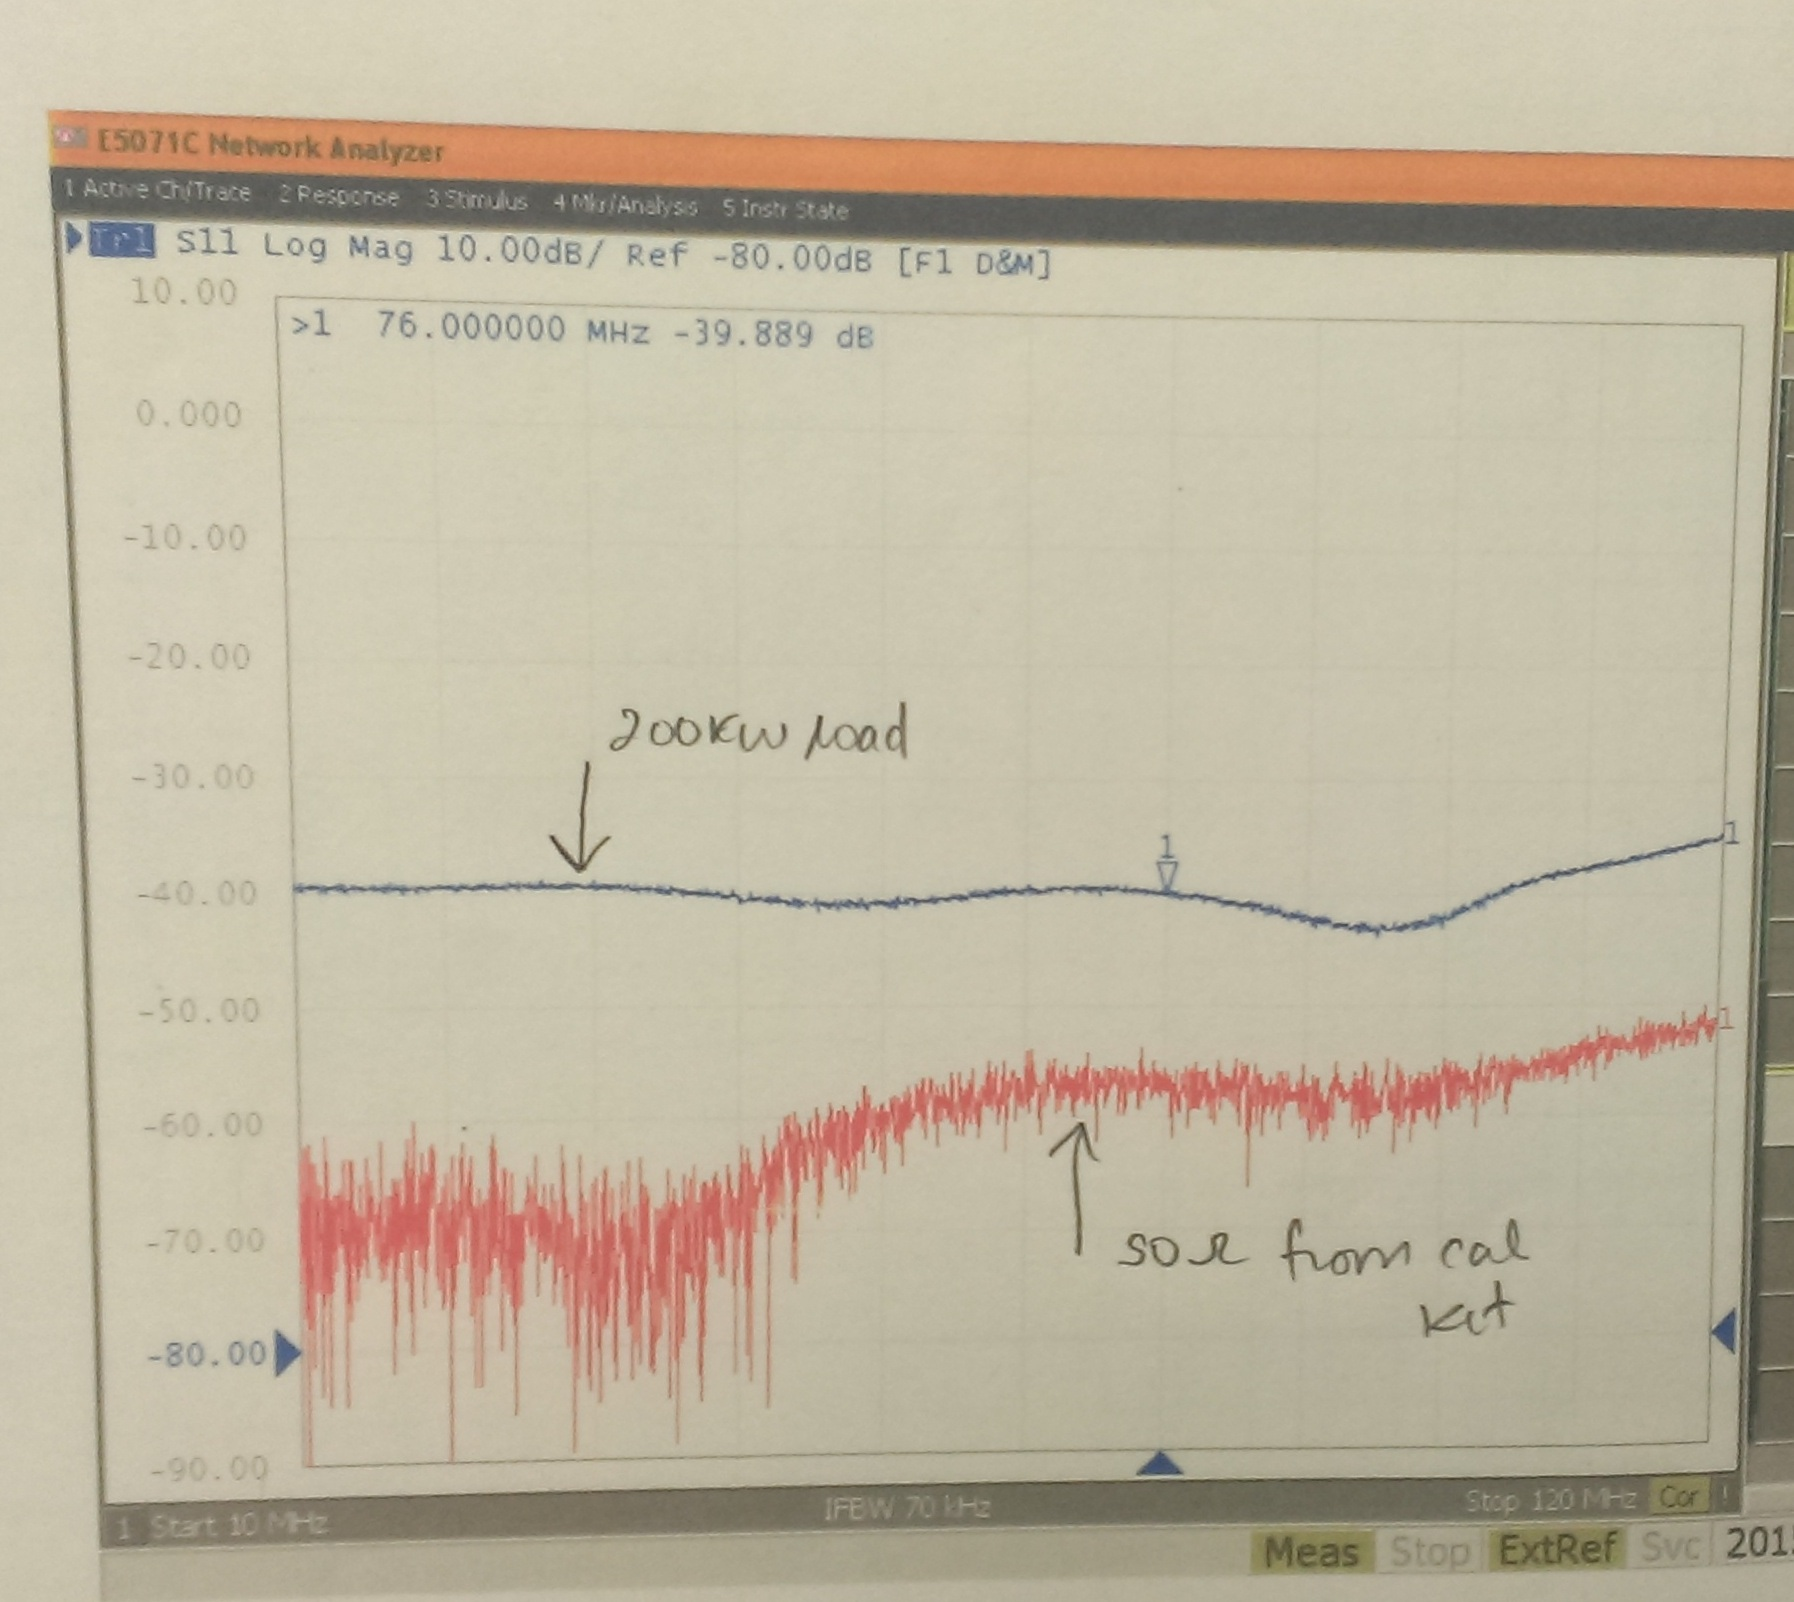 E5071C Network Analyzer
1 Active Ch/Trace 2 Response 3 Stimulus 4 Mkr/Analysis 5 Instr State
Tr1 S11 Log Mag 10.00dB/ Ref -80.00dB [F1 D&M]
10.00
>1 76.000000 MHz -39.889 dB
0.000
-10.00
-20.00
200KW load
-30.00
1
1
-40.00
-50.00
1
-60.00
50Ω from cal
-70.00
Kit
-80.00
-90.00
1 Start 10 MHz IFBW 70 kHz Stop 120 MHz Cor !
Meas Stop ExtRef Svc 201